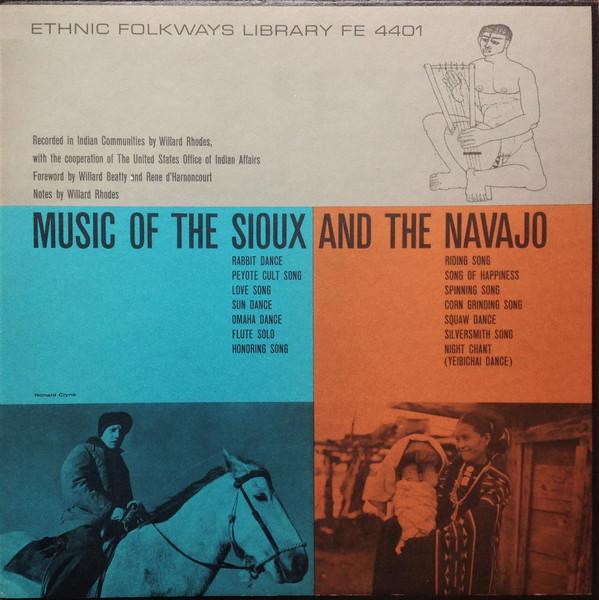 ETHNIC FOLKWAYS LIBRARY FE 4401
Recorded in Indian Communities by Willard Rhodes,
with the cooperation of The United States Office of Indian Affairs
Foreword by Willard Beatty and Rene d'Harnoncourt
Notes by Willard Rhodes
MUSIC OF THE SIOUX AND THE NAVAJO
RABBIT DANCE
PEYOTE CULT SONG
LOVE SONG
SUN DANCE
OMAHA DANCE
FLUTE SOLO
HONORING SONG
RIDING SONG
SONG OF HAPPINESS
SPINNING SONG
CORN GRINDING SONG
SQUAW DANCE
SILVERSMITH SONG
NIGHT CHANT
(YEIBICHAI DANCE)
Ronald Clyne